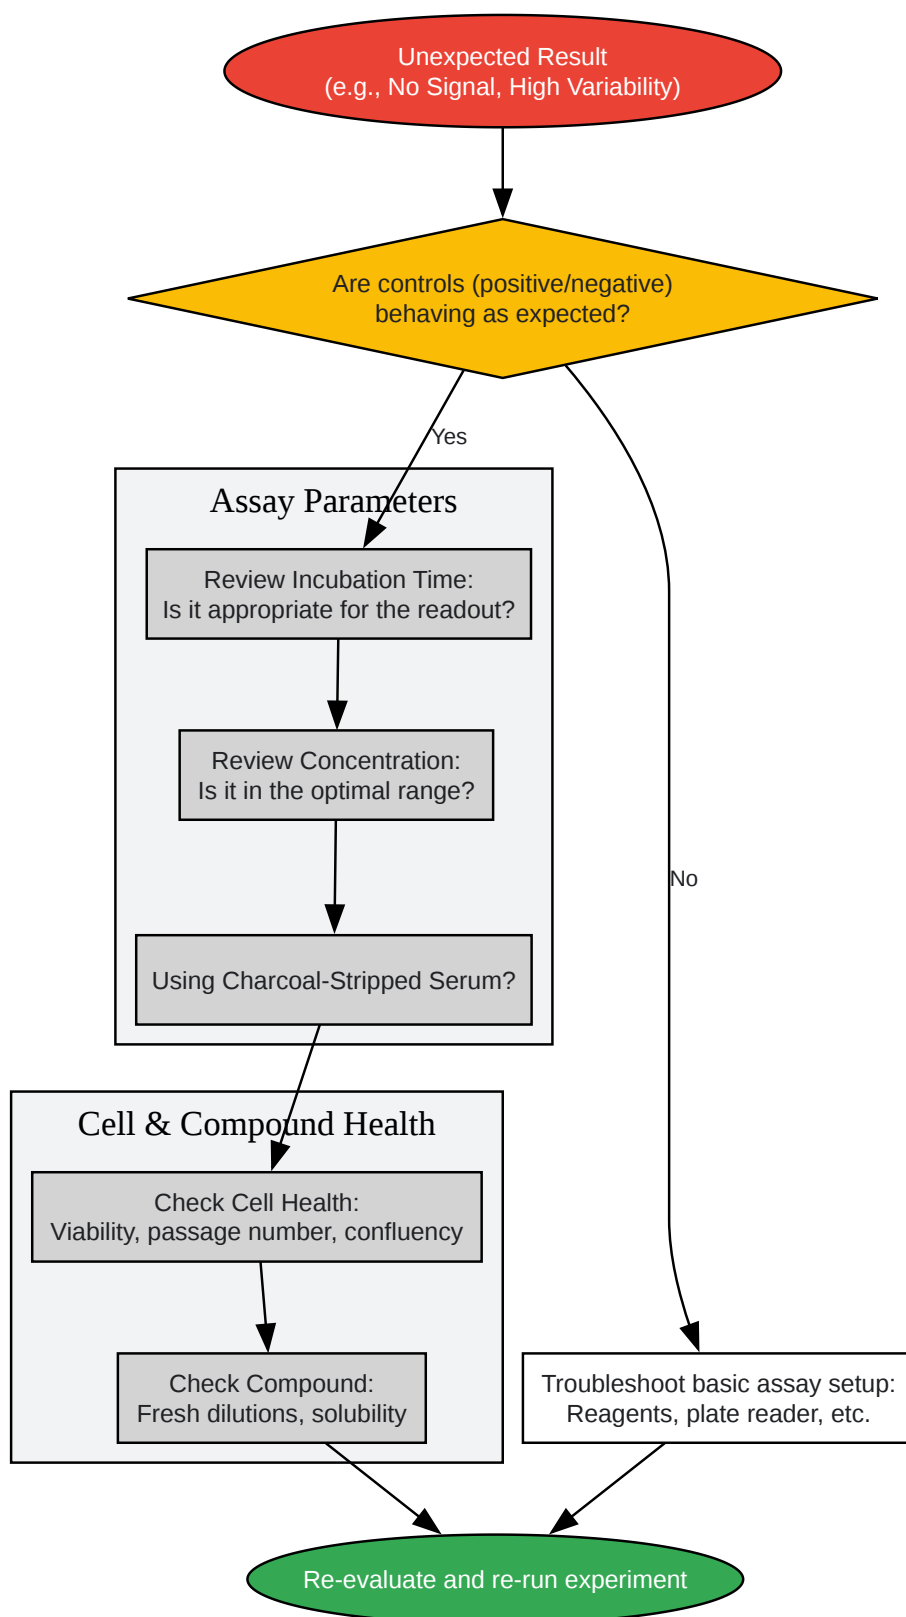 Unexpected Result
(e.g., No Signal, High Variability)
Are controls (positive/negative)
behaving as expected?
Yes
Assay Parameters
Review Incubation Time:
Is it appropriate for the readout?
Review Concentration:
Is it in the optimal range?
No
Using Charcoal-Stripped Serum?
Cell & Compound Health
Check Cell Health:
Viability, passage number, confluency
Check Compound:
Fresh dilutions, solubility
Troubleshoot basic assay setup:
Reagents, plate reader, etc.
Re-evaluate and re-run experiment